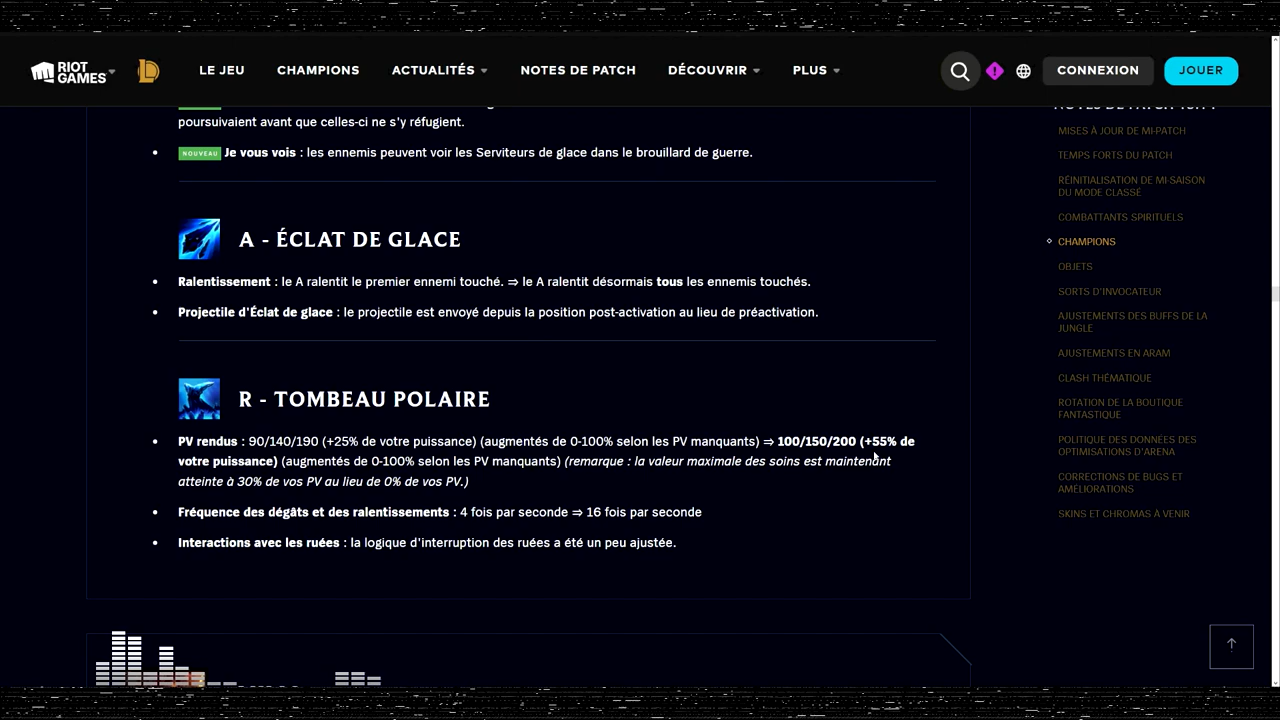 RIOT
GAMES
LE JEU
CHAMPIONS
ACTUALITÉS
NOTES DE PATCH
DÉCOUVRIR
PLUS
CONNEXION
JOUER
poursuivaient avant que celles-ci ne s'y réfugient.
NOUVEAU Je vous vois : les ennemis peuvent voir les Serviteurs de glace dans le brouillard de guerre.
A - ÉCLAT DE GLACE
Ralentissement : le A ralentit le premier ennemi touché. ⇒ le A ralentit désormais tous les ennemis touchés.
Projectile d'Éclat de glace : le projectile est envoyé depuis la position post-activation au lieu de préactivation.
R - TOMBEAU POLAIRE
PV rendus : 90/140/190 (+25% de votre puissance) (augmentés de 0-100% selon les PV manquants) ⇒ 100/150/200 (+55% de
votre puissance) (augmentés de 0-100% selon les PV manquants) (remarque : la valeur maximale des soins est maintenant
atteinte à 30% de vos PV au lieu de 0% de vos PV.)
Fréquence des dégâts et des ralentissements : 4 fois par seconde ⇒ 16 fois par seconde
Interactions avec les ruées : la logique d'interruption des ruées a été un peu ajustée.
MISES À JOUR DE MI-PATCH
TEMPS FORTS DU PATCH
RÉINITIALISATION DE MI-SAISON
DU MODE CLASSÉ
COMBATTANTS SPIRITUELS
CHAMPIONS
OBJETS
SORTS D'INVOCATEUR
AJUSTEMENTS DES BUFFS DE LA
JUNGLE
AJUSTEMENTS EN ARAM
CLASH THÉMATIQUE
ROTATION DE LA BOUTIQUE
FANTASTIQUE
POLITIQUE DES DONNÉES DES
OPTIMISATIONS D'ARENA
CORRECTIONS DE BUGS ET
AMÉLIORATIONS
SKINS ET CHROMAS À VENIR